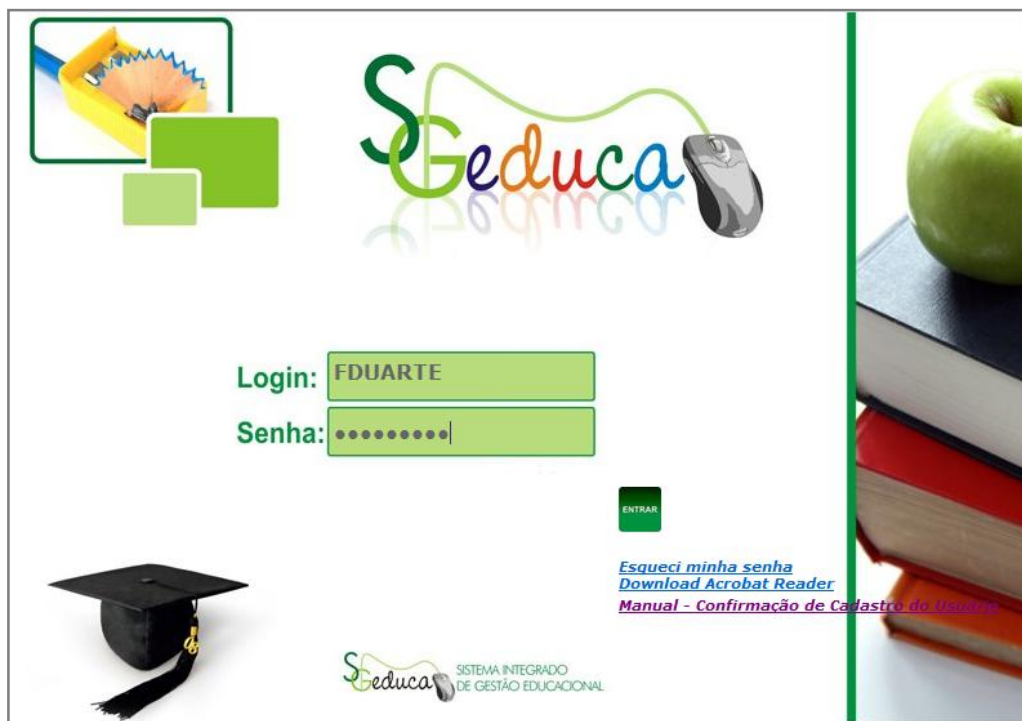 SGeduca
Login: FDUARTE
Senha: •••••••••
ENTRAR
Esqueci minha senha
Download Acrobat Reader
Manual - Confirmação de Cadastro do Usuário
SGeduca SISTEMA INTEGRADO
DE GESTÃO EDUCACIONAL